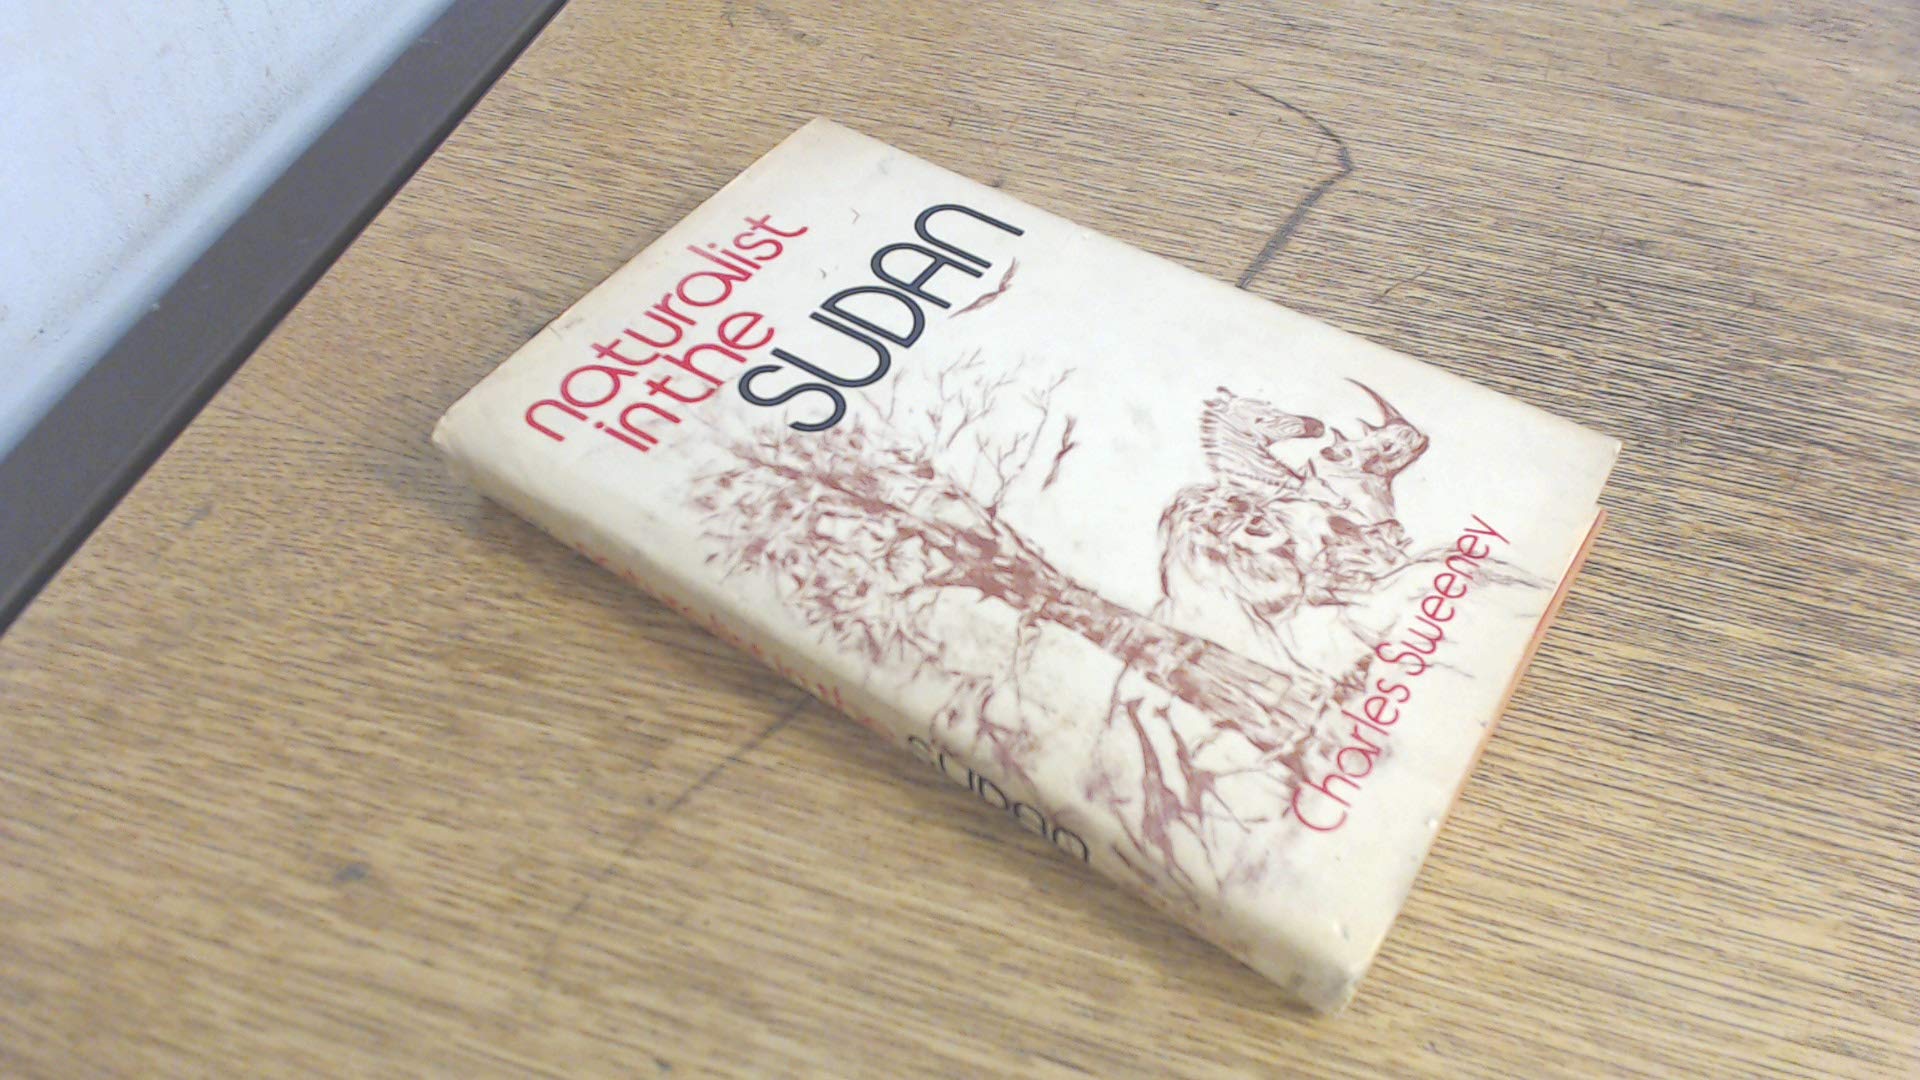 naturalist
in the
SUDAN
Charles Sweeney
SUDAN